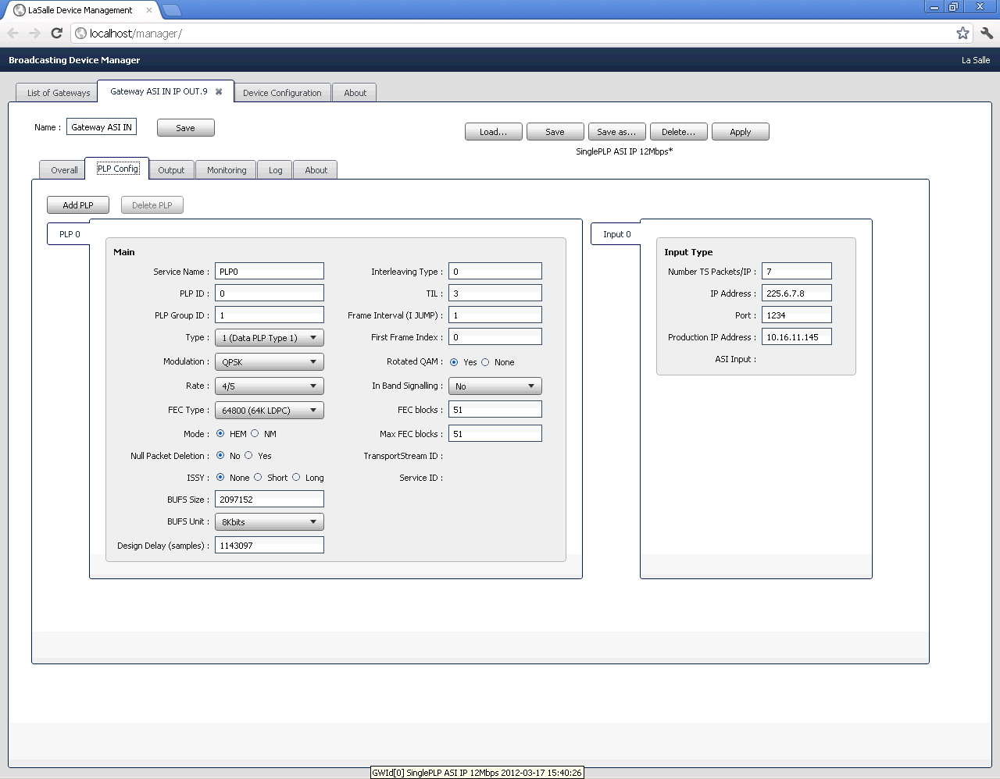 LaSalle Device Management
localhost/manager/
Broadcasting Device Manager La Salle
List of Gateways Gateway ASI IN IP OUT.9 Device Configuration About
Name : Gateway ASI IN Save Load... Save Save as... Delete... Apply
SinglePLP ASI IP 12Mbps*
Overall PLP Config Output Monitoring Log About
Add PLP Delete PLP
PLP 0
Main
Service Name : PLP0
PLP ID : 0
PLP Group ID : 1
Type : 1 (Data PLP Type 1)
Modulation : QPSK
Rate : 4/5
FEC Type : 64800 (64K LDPC)
Mode : HEM NM
Null Packet Deletion : No Yes
ISSY : None Short Long
BUFS Size : 2097152
BUFS Unit : 8Kbits
Design Delay (samples) : 1143097
Interleaving Type : 0
TIL : 3
Frame Interval (I JUMP) : 1
First Frame Index : 0
Rotated QAM : Yes None
In Band Signalling : No
FEC blocks : 51
Max FEC blocks : 51
TransportStream ID :
Service ID :
Input 0
Input Type
Number TS Packets/IP : 7
IP Address : 225.6.7.8
Port : 1234
Production IP Address : 10.16.11.145
ASI Input :
GWId[0] SinglePLP ASI IP 12Mbps 2012-03-17 15:40:26